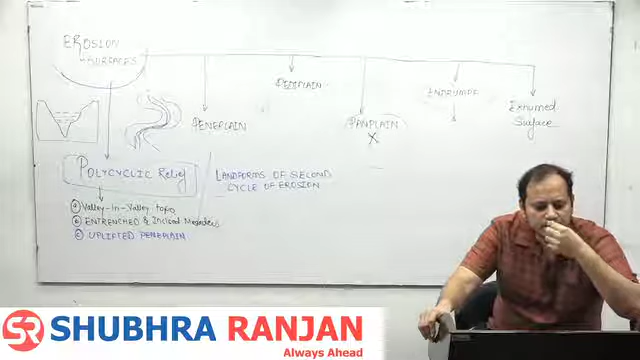 EROSION
SURFACES
PENEPLAIN
PEDIPLAIN
PANPLAIN
X
ENDRUMPF
Exhumed
Surface
POLYCYCLIC Relief
LANDFORMS OF SECOND
CYCLE OF EROSION
(a) Valley-in-Valley topo
(b) ENTRENCHED & Incised Meanders
(c) UPLIFTED PENEPLAIN
SR SHUBHRA RANJAN
Always Ahead